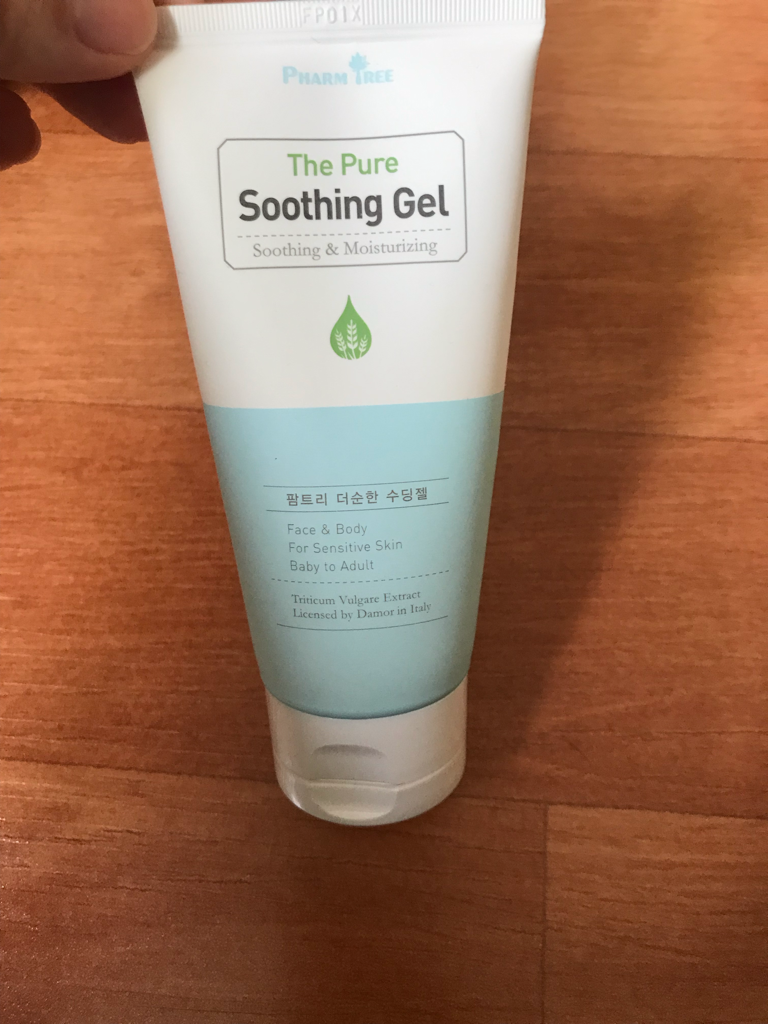 FP01X
PHARM TREE
The Pure
Soothing Gel
Soothing & Moisturizing
팜트리 더순한 수딩젤
Face & Body
For Sensitive Skin
Baby to Adult
Triticum Vulgare Extract
Licensed by Damor in Italy